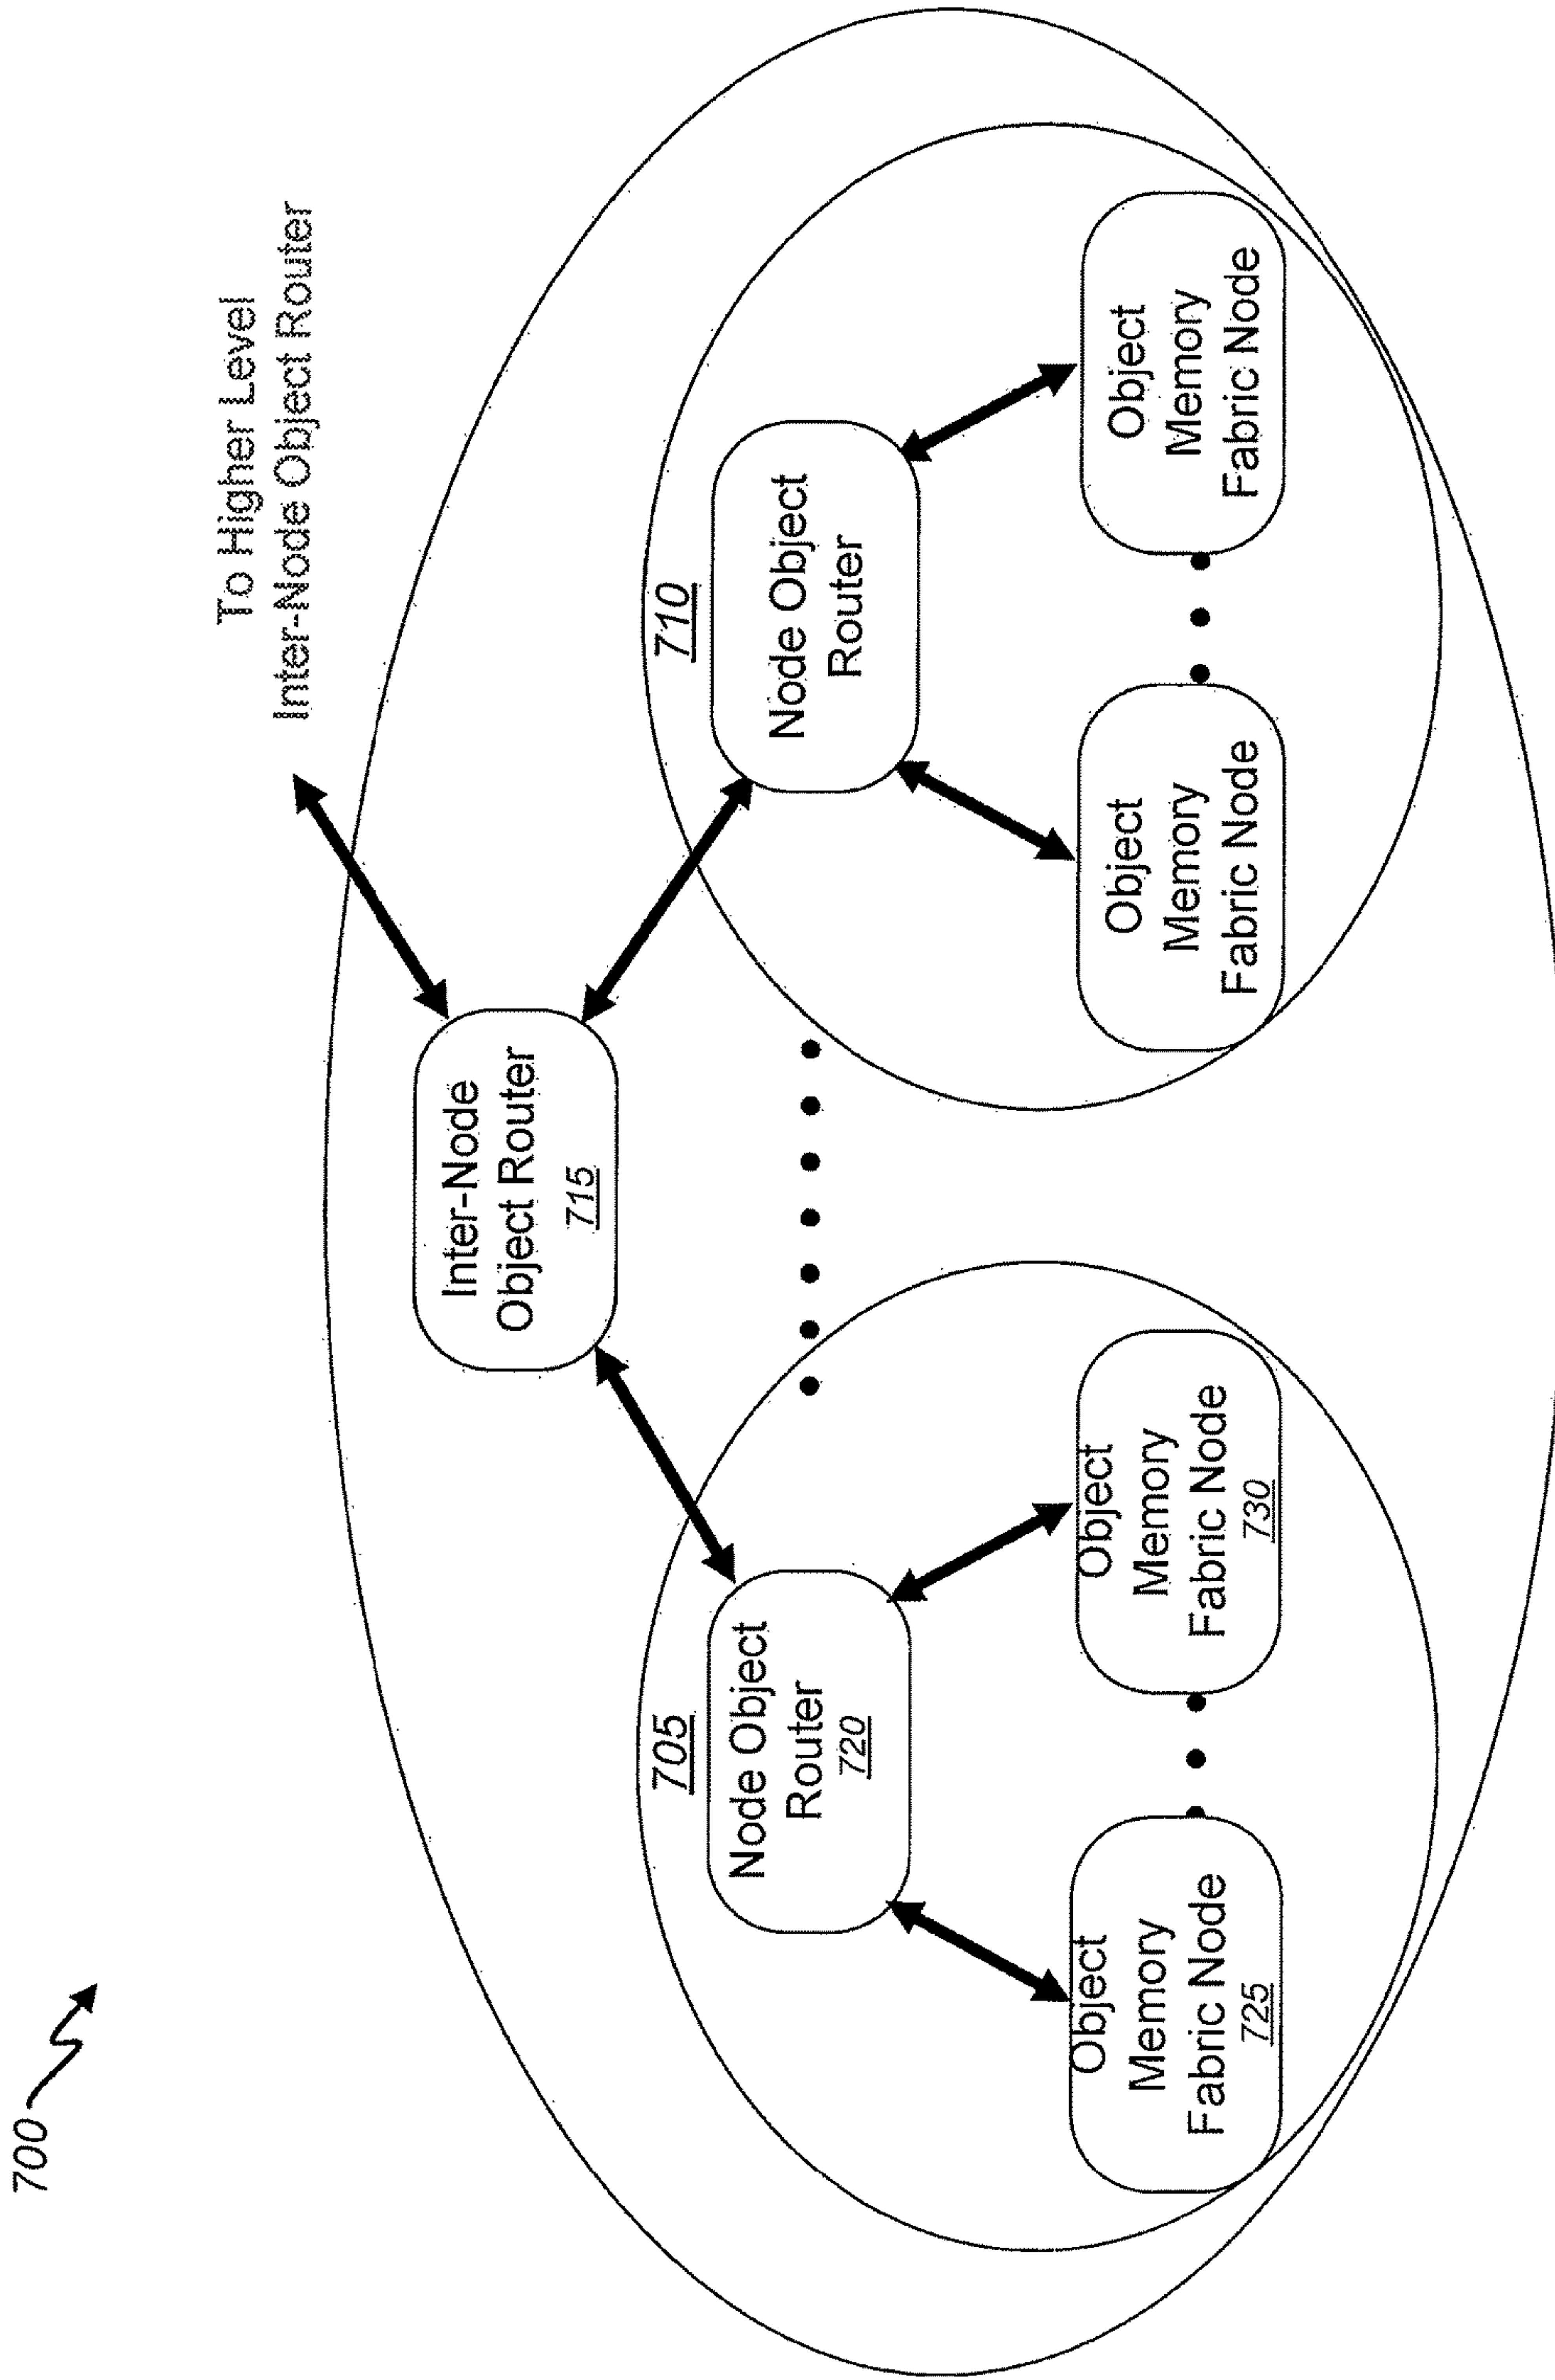 700
To Higher Level
Inter-Node Object Router
Inter-Node
Object Router
715
705
Node Object
Router
720
Object
Memory
Fabric Node
725
Object
Memory
Fabric Node
730
710
Node Object
Router
Object
Memory
Fabric Node
Object
Memory
Fabric Node